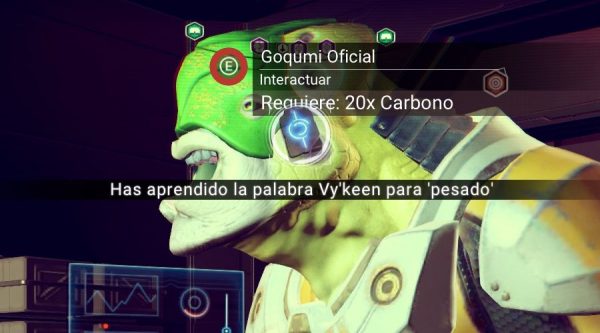 E
Goqumi Oficial
Interactuar
Requiere: 20x Carbono
Has aprendido la palabra Vy'keen para 'pesado'